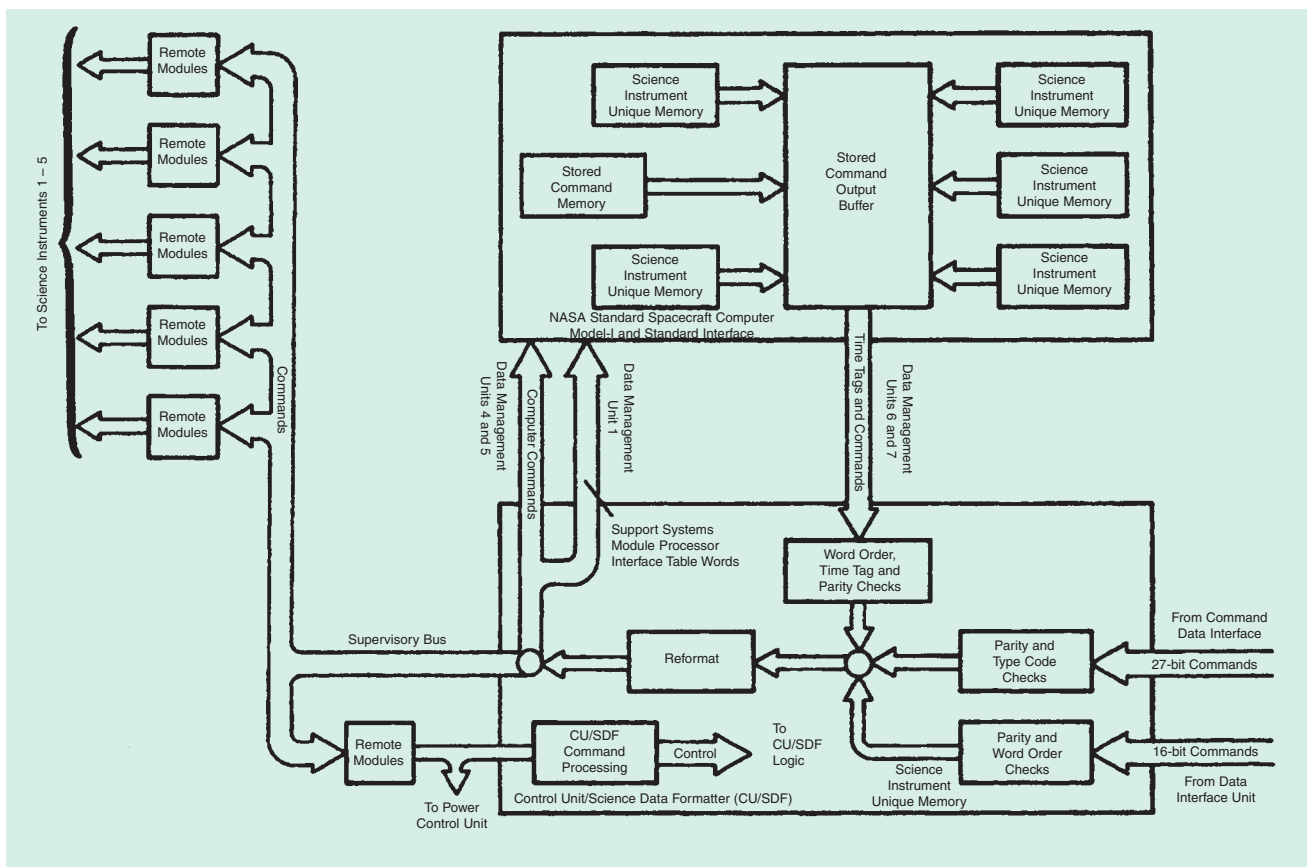 To Science Instruments 1 – 5
Remote
Modules
Remote
Modules
Remote
Modules
Remote
Modules
Remote
Modules
Commands
Science
Instrument
Unique Memory
Stored
Command
Memory
Science
Instrument
Unique Memory
Stored
Command
Output
Buffer
Science
Instrument
Unique Memory
Science
Instrument
Unique Memory
Science
Instrument
Unique Memory
NASA Standard Spacecraft Computer
Model-I and Standard Interface
Data Management
Units 4 and 5
Computer Commands
Data Management
Unit 1
Time Tags and Commands
Data Management
Units 6 and 7
Support Systems
Module Processor
Interface Table Words
Word Order,
Time Tag and
Parity Checks
Supervisory Bus
Reformat
Parity and
Type Code
Checks
From Command
Data Interface
27-bit Commands
Remote
Modules
CU/SDF
Command
Processing
Control
To
CU/SDF
Logic
Parity and
Word Order
Checks
16-bit Commands
From Data
Interface Unit
Science
Instrument
Unique Memory
To Power
Control Unit
Control Unit/Science Data Formatter (CU/SDF)